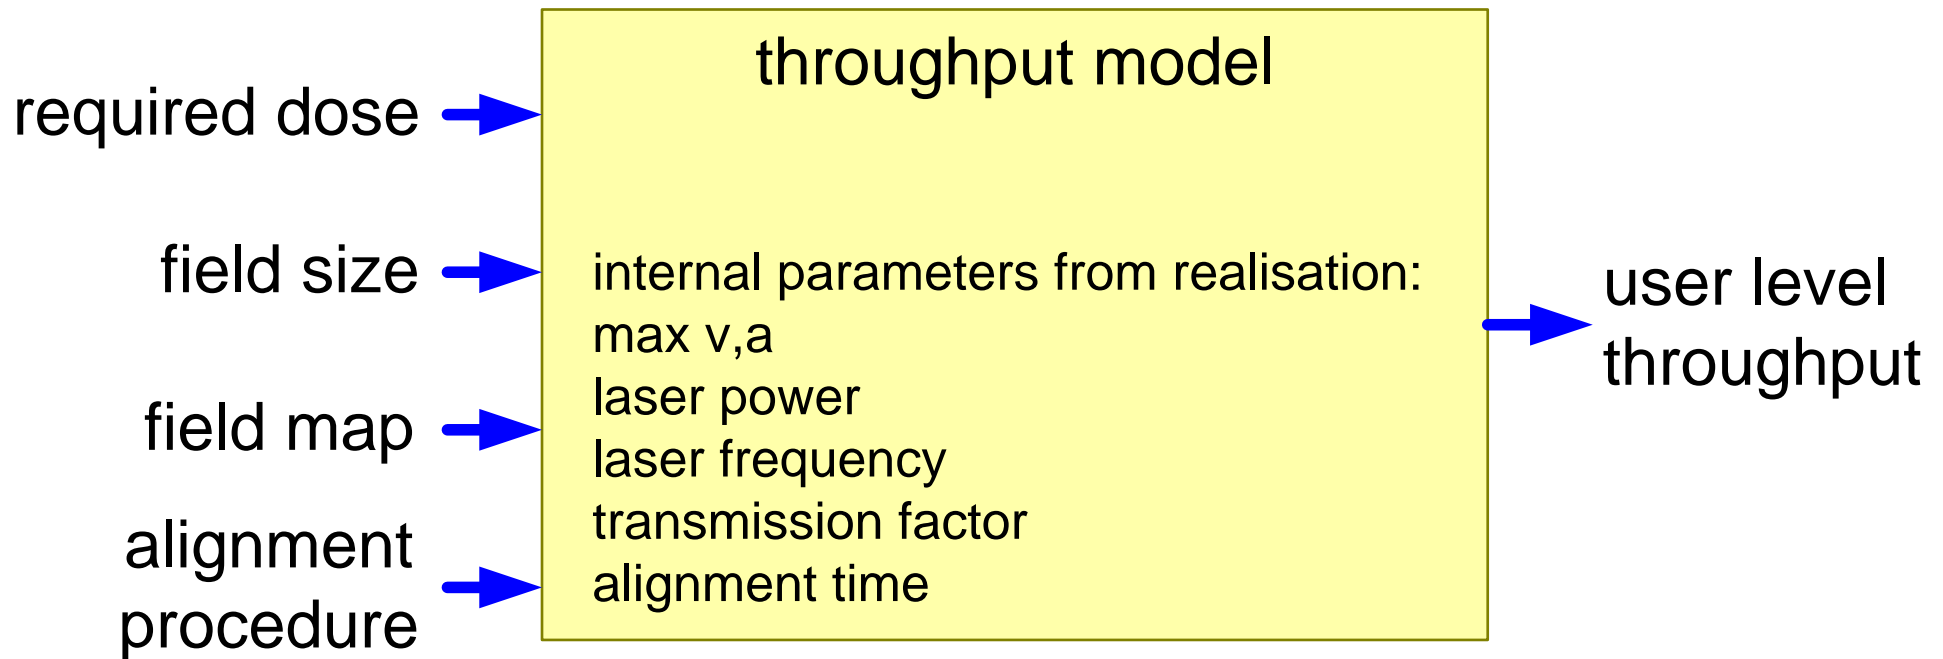 throughput model
required dose
field size
field map
alignment
procedure
internal parameters from realisation:
max v,a
laser power
laser frequency
transmission factor
alignment time
user level
throughput